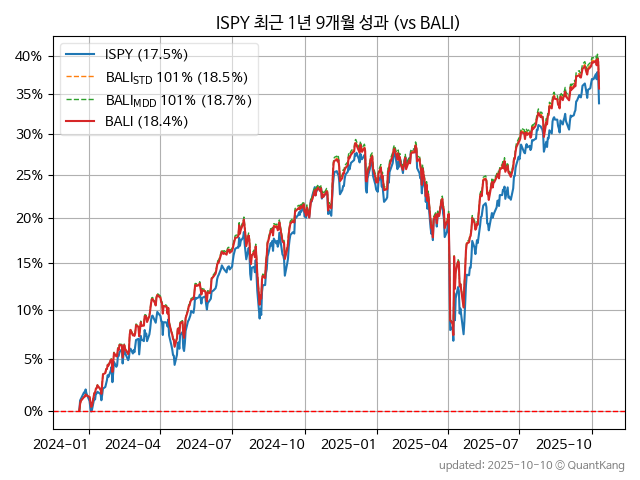 ISPY 최근 1년 9개월 성과 (vs BALI)
ISPY (17.5%)
BALI_STD 101% (18.5%)
BALI_MDD 101% (18.7%)
BALI (18.4%)
40%
35%
30%
25%
20%
15%
10%
5%
0%
2024-01 2024-04 2024-07 2024-10 2025-01 2025-04 2025-07 2025-10
updated: 2025-10-10 © QuantKang